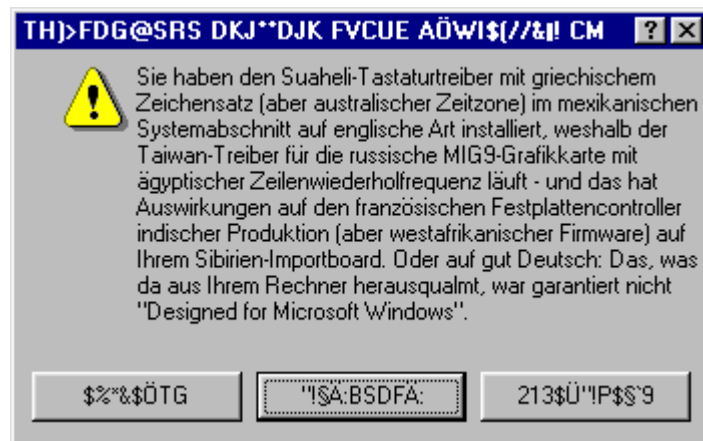 TH)>FDG@SRS DKJ**DJK FVCUE AÖWI$(//&|! CM
Sie haben den Suaheli-Tastaturtreiber mit griechischem
Zeichensatz (aber australischer Zeitzone) im mexikanischen
Systemabschnitt auf englische Art installiert, weshalb der
Taiwan-Treiber für die russische MIG9-Grafikkarte mit
ägyptischer Zeilenwiederholfrequenz läuft - und das hat
Auswirkungen auf den französischen Festplattencontroller
indischer Produktion (aber westafrikanischer Firmware) auf
Ihrem Sibirien-Importboard. Oder auf gut Deutsch: Das, was
da aus Ihrem Rechner herausqualmt, war garantiert nicht
"Designed for Microsoft Windows".
$%*&$ÖTG
"!§Ä:BSDFÄ:
213$Ü"!P$§`9